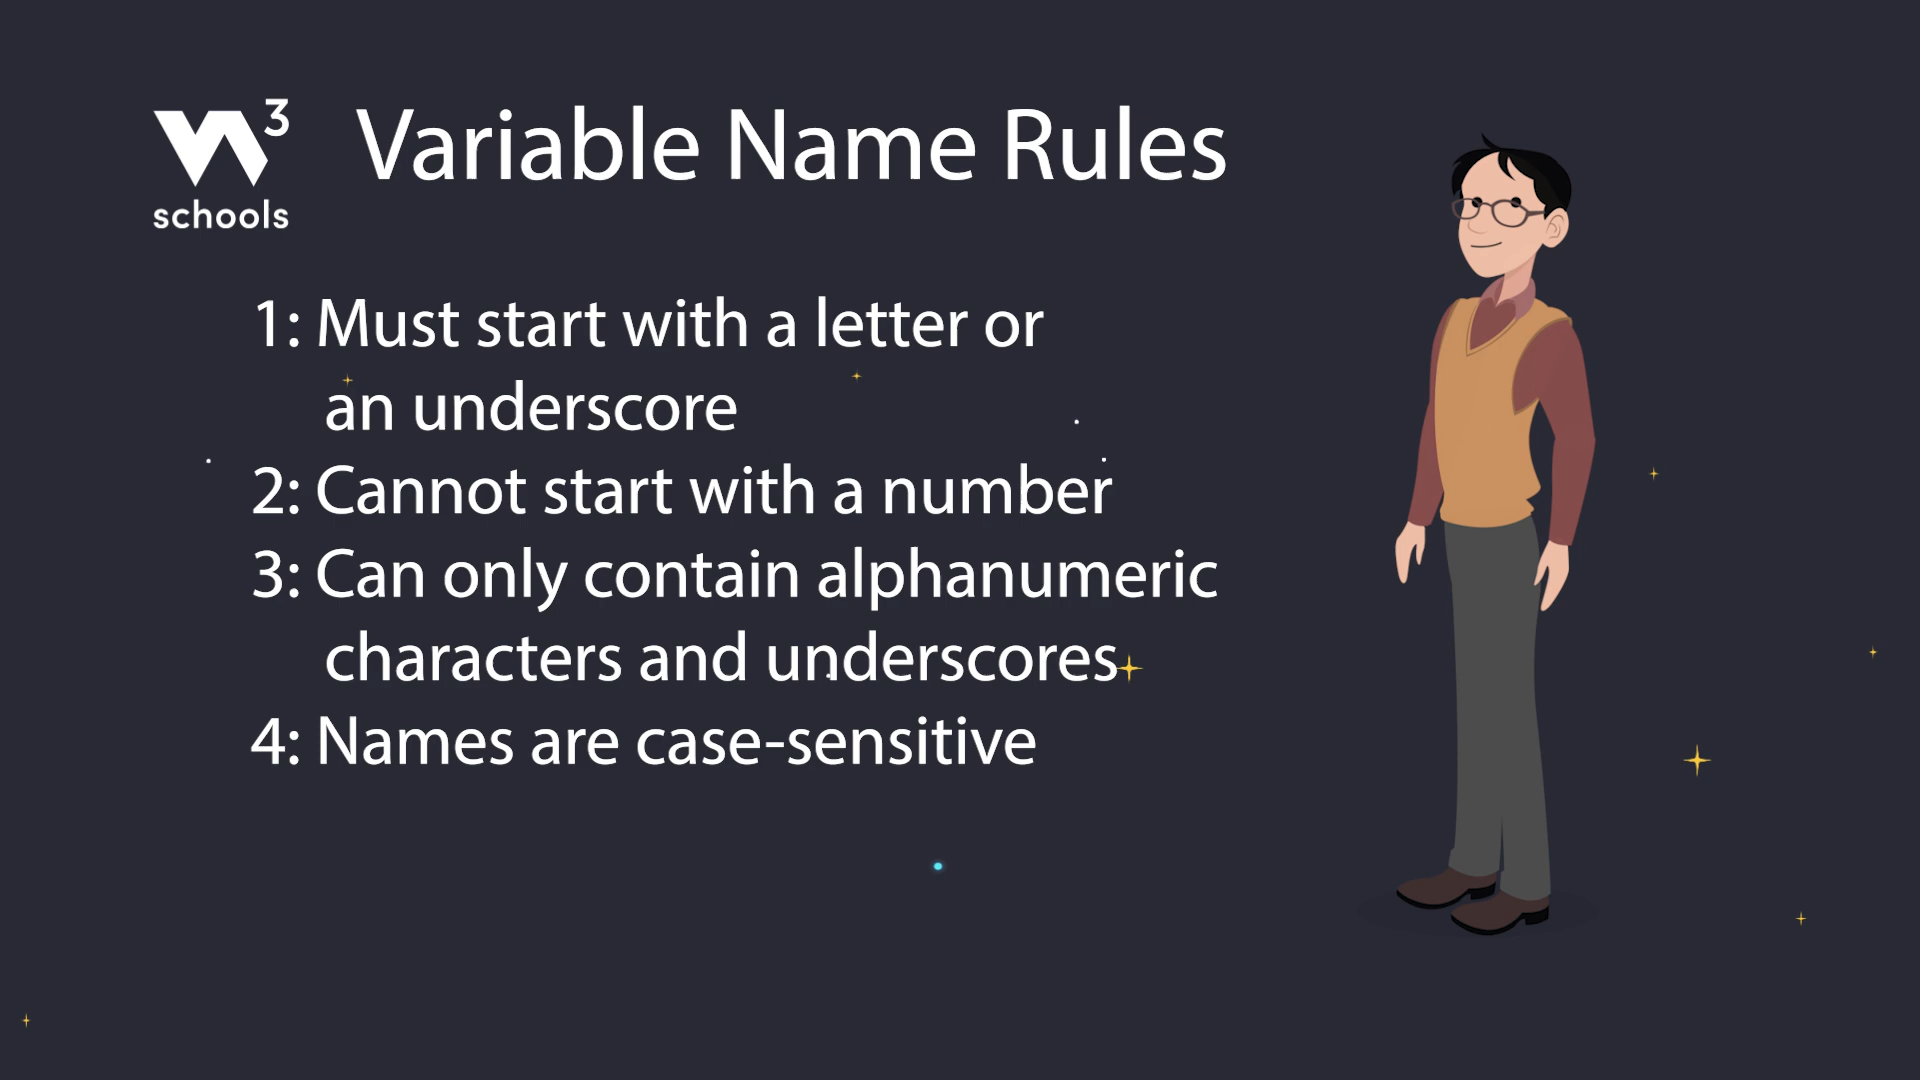 W3
schools
Variable Name Rules
1: Must start with a letter or
an underscore
2: Cannot start with a number
3: Can only contain alphanumeric
characters and underscores
4: Names are case-sensitive